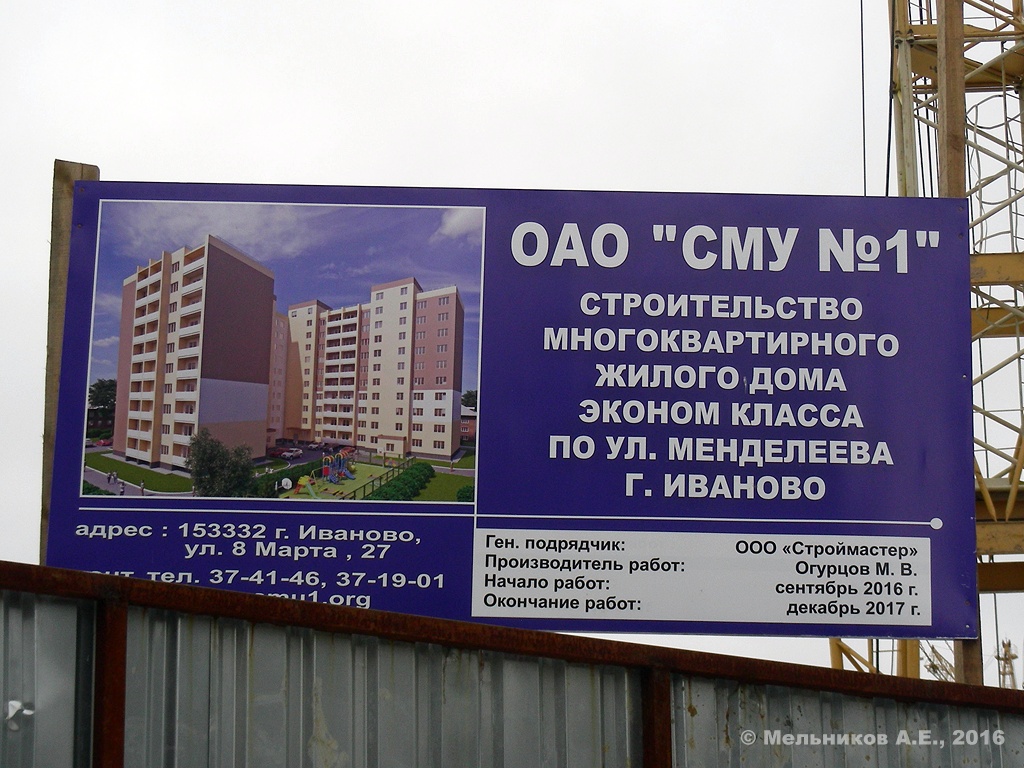 ОАО "СМУ №1"
СТРОИТЕЛЬСТВО
МНОГОКВАРТИРНОГО
ЖИЛОГО ДОМА
ЭКОНОМ КЛАССА
ПО УЛ. МЕНДЕЛЕЕВА
Г. ИВАНОВО
адрес : 153332 г. Иваново,
ул. 8 Марта , 27
тел. 37-41-46, 37-19-01
Ген. подрядчик: ООО «Строймастер»
Производитель работ: Огурцов М. В.
Начало работ: сентябрь 2016 г.
Окончание работ: декабрь 2017 г.
© Мельников А.Е., 2016